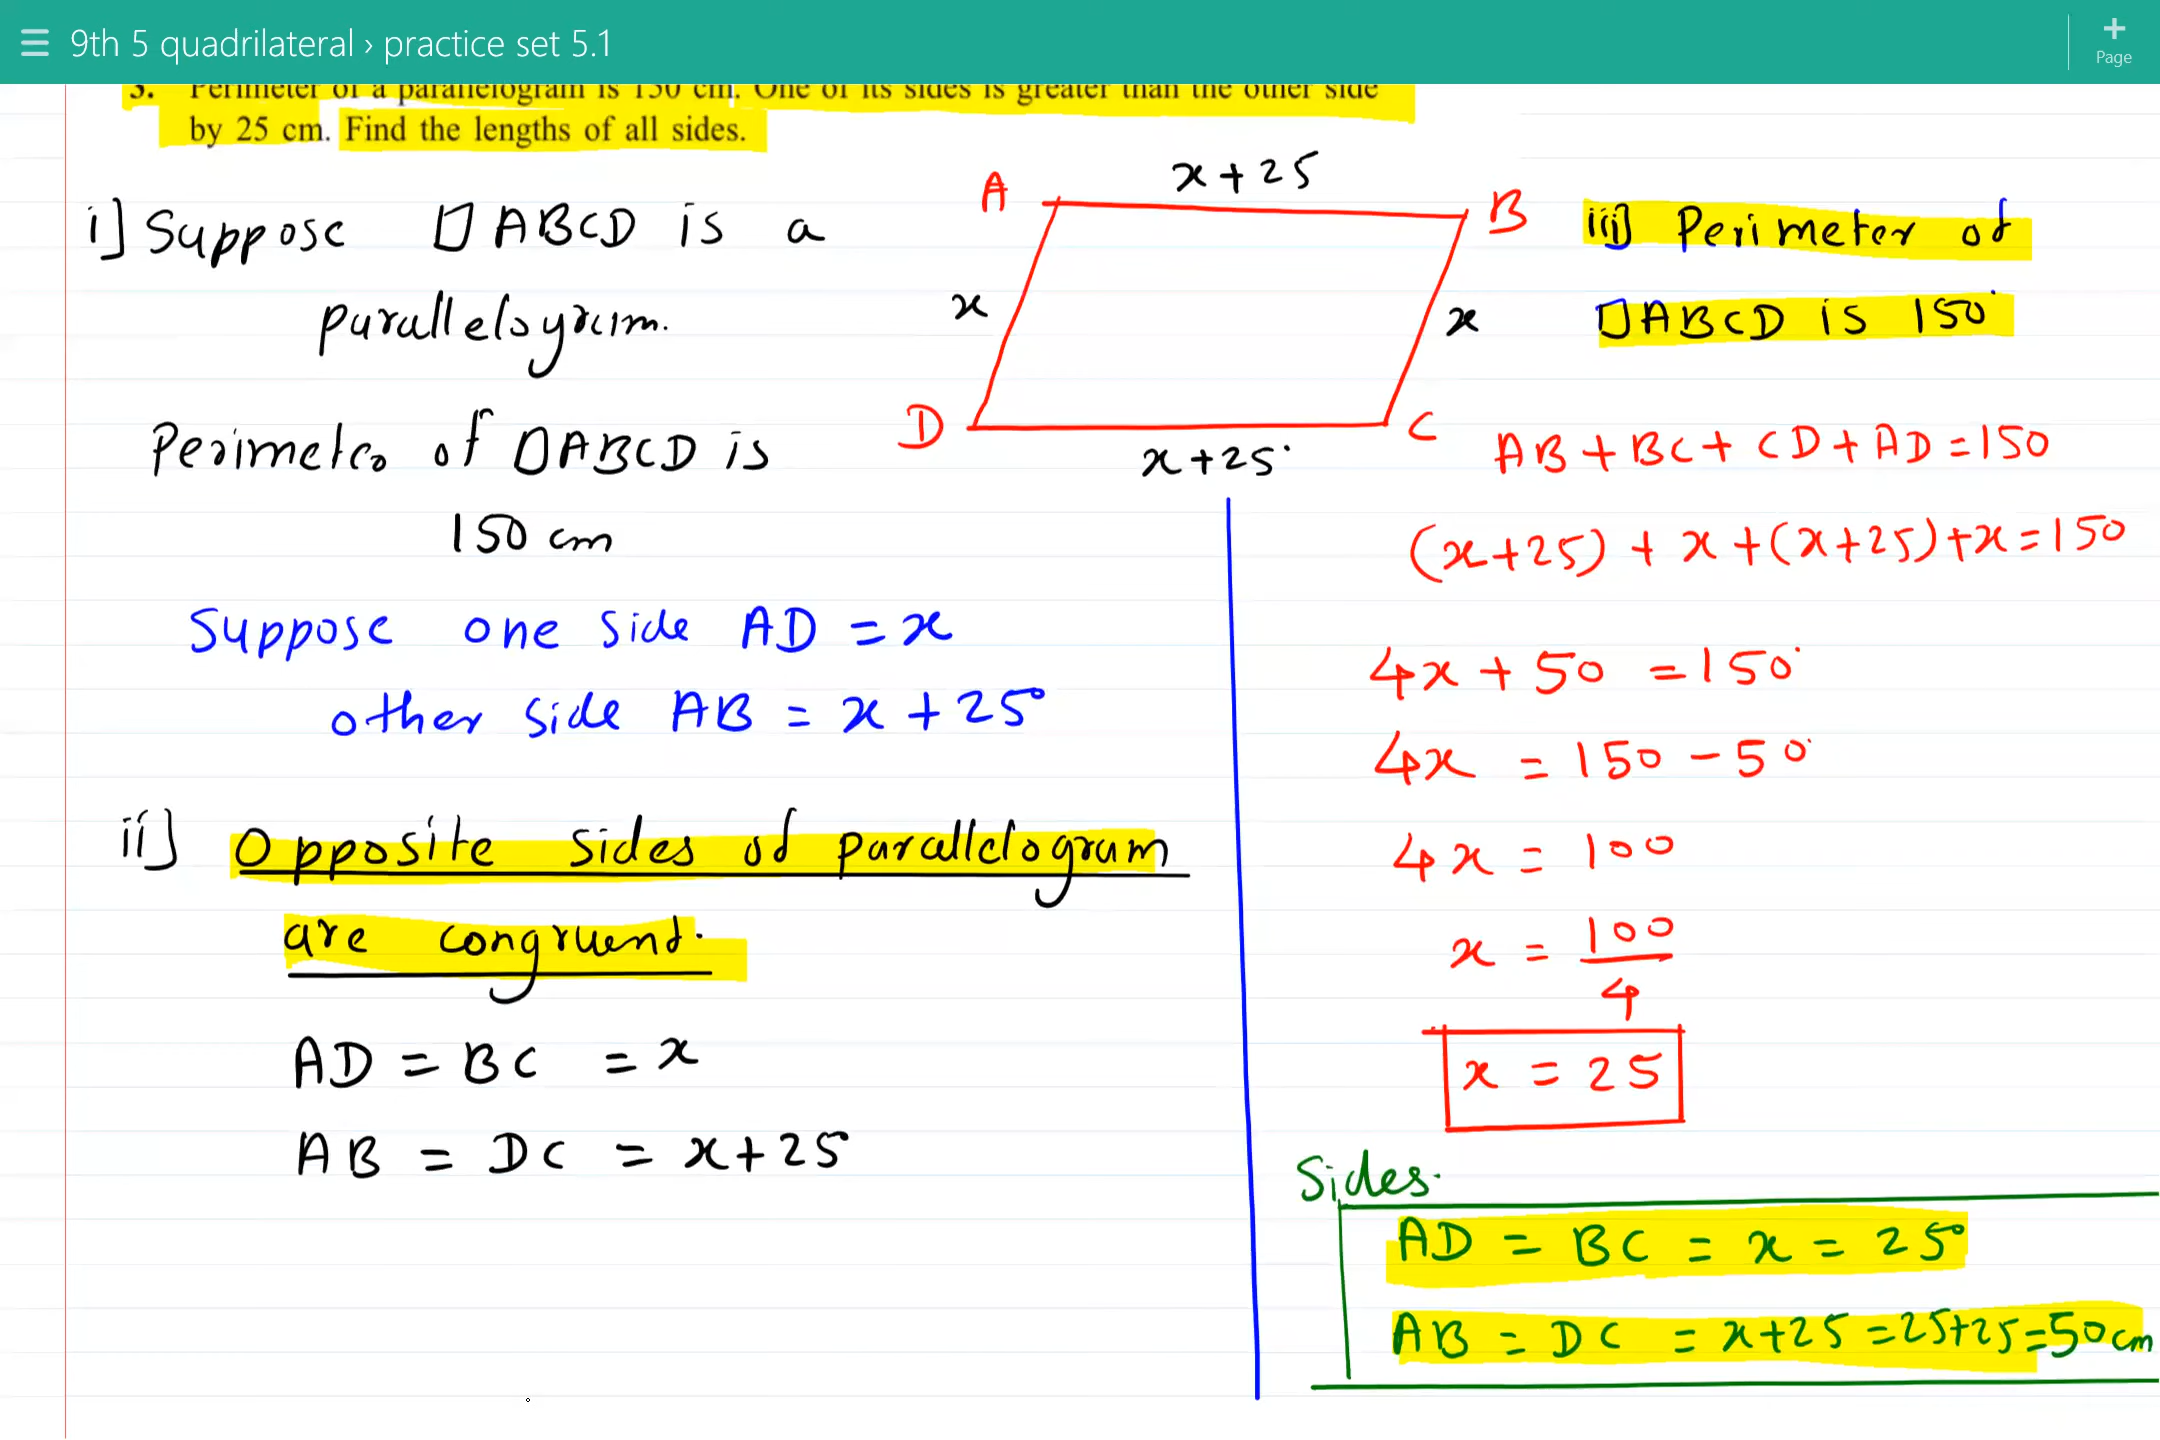 9th 5 quadrilateral › practice set 5.1
Page
3. Perimeter of a parallelogram is 150 cm. One of its sides is greater than the other side
by 25 cm. Find the lengths of all sides.
i] Suppose ▱ ABCD is a
parallelogram.
Perimeter of ▱ABCD is
150 cm
Suppose one side AD = x
other side AB = x + 25
ii] Opposite sides of parallelogram
are congruent.
AD = BC = x
AB = DC = x+25
A
x+25
B
x
x
D
C
x+25
iii] Perimeter of
▱ABCD is 150
AB + BC + CD + AD = 150
(x+25) + x + (x+25) + x = 150
4x + 50 = 150
4x = 150 - 50
4x = 100
x = 100/4
x = 25
Sides.
AD = BC = x = 25
AB = DC = x+25 = 25+25 = 50 cm